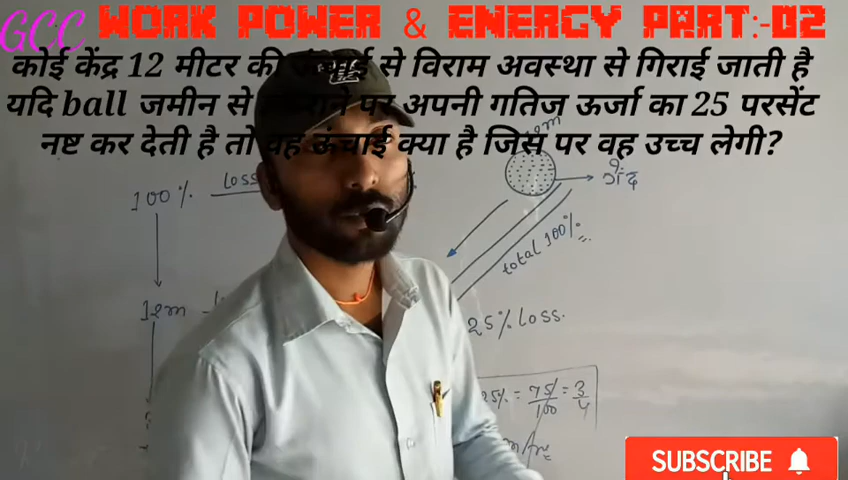 GCC WORK POWER & ENERGY PART:-02
कोई केंद्र 12 मीटर की ऊंचाई से विराम अवस्था से गिराई जाती है
यदि ball जमीन से टकराने पर अपनी गतिज ऊर्जा का 25 परसेंट
नष्ट कर देती है तो वह ऊंचाई क्या है जिस पर वह उच्च लेगी?
100 % Loss
गेंद
total 100%
12m
25% Loss.
25% = 75/100 = 3/4
SUBSCRIBE